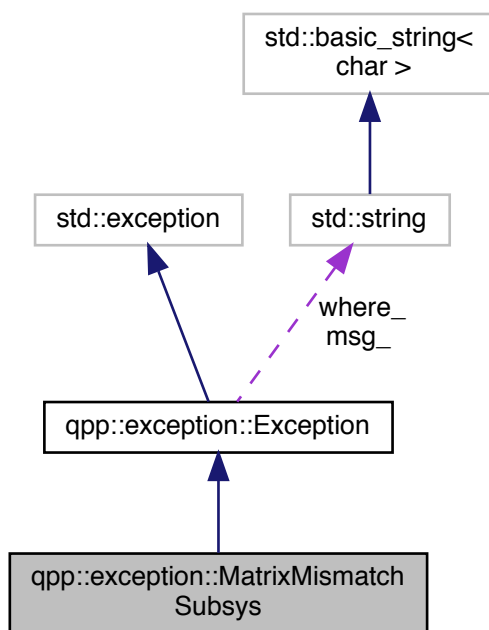 std::basic_string<
char >
std::exception
std::string
where_
msg_
qpp::exception::Exception
qpp::exception::MatrixMismatch
Subsys